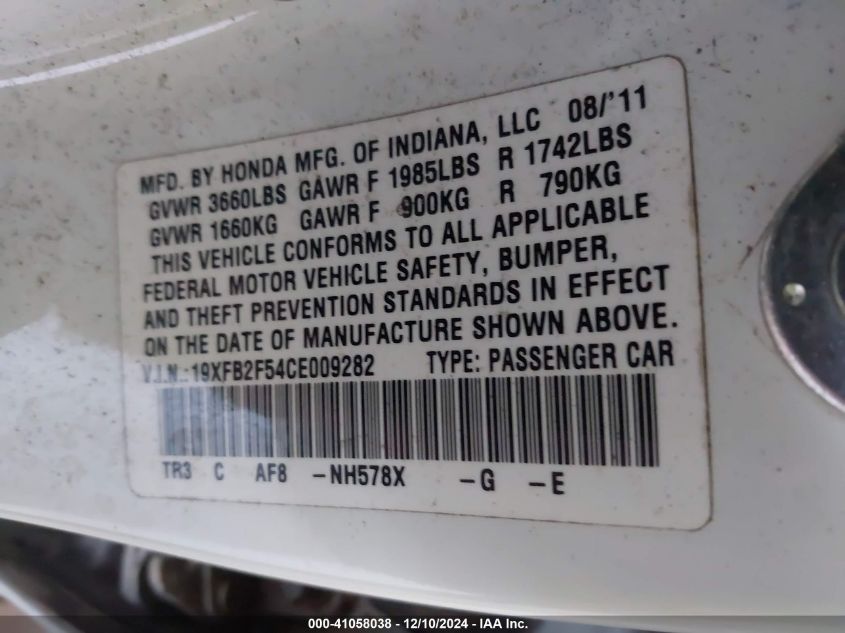 MFD. BY HONDA MFG. OF INDIANA, LLC 08/'11
GVWR 3660LBS GAWR F 1985LBS R 1742LBS
GVWR 1660KG GAWR F 900KG R 790KG
THIS VEHICLE CONFORMS TO ALL APPLICABLE
FEDERAL MOTOR VEHICLE SAFETY, BUMPER,
AND THEFT PREVENTION STANDARDS IN EFFECT
ON THE DATE OF MANUFACTURE SHOWN ABOVE.
V.I.N.:19XFB2F54CE009282 TYPE: PASSENGER CAR
TR3 C AF8 -NH578X -G -E
000-41058038 - 12/10/2024 - IAA Inc.